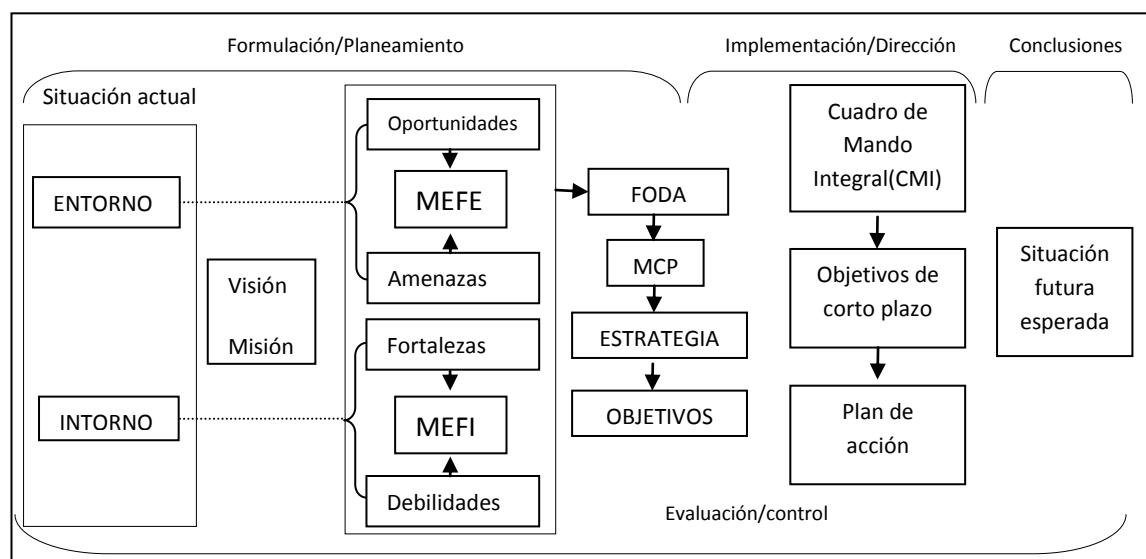 Formulación/Planeamiento
Implementación/Dirección
Conclusiones
Situación actual
ENTORNO
INTORNO
Visión
Misión
Oportunidades
MEFE
Amenazas
Fortalezas
MEFI
Debilidades
FODA
MCP
ESTRATEGIA
OBJETIVOS
Cuadro de
Mando
Integral(CMI)
Objetivos de
corto plazo
Plan de
acción
Situación
futura
esperada
Evaluación/control